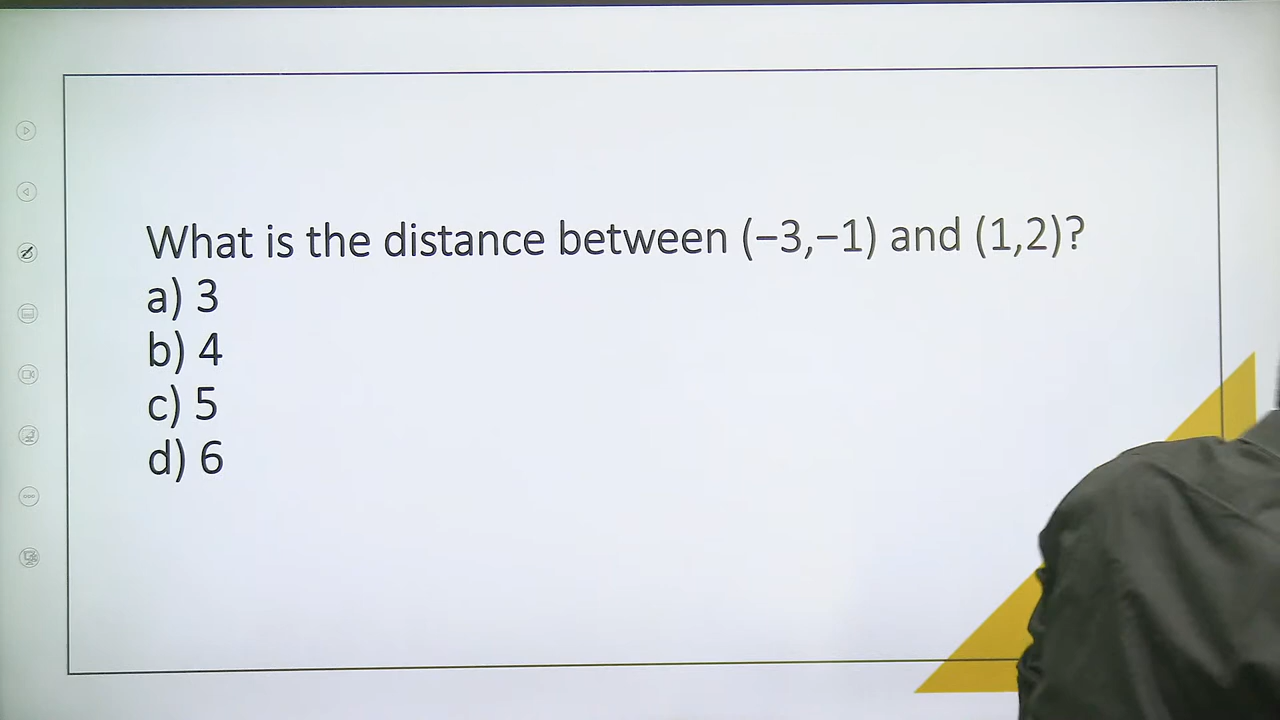 What is the distance between (−3,−1) and (1,2)?
a) 3
b) 4
c) 5
d) 6